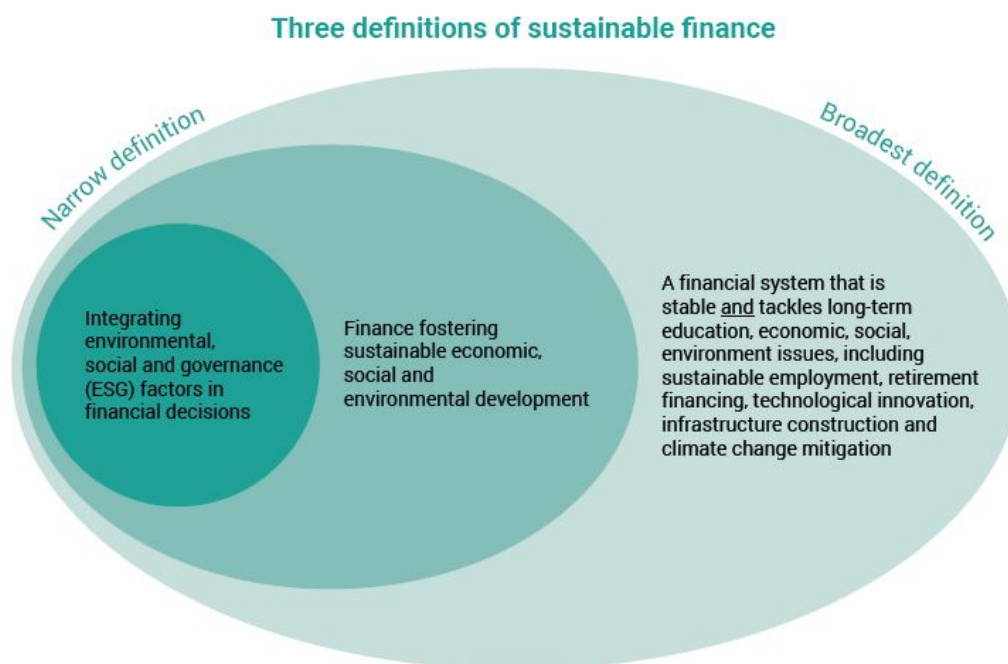 Three definitions of sustainable finance
Narrow definition
Broadest definition
Integrating
environmental,
social and governance
(ESG) factors in
financial decisions
Finance fostering
sustainable economic,
social and
environmental development
A financial system that is
stable and tackles long-term
education, economic, social,
environment issues, including
sustainable employment, retirement
financing, technological innovation,
infrastructure construction and
climate change mitigation